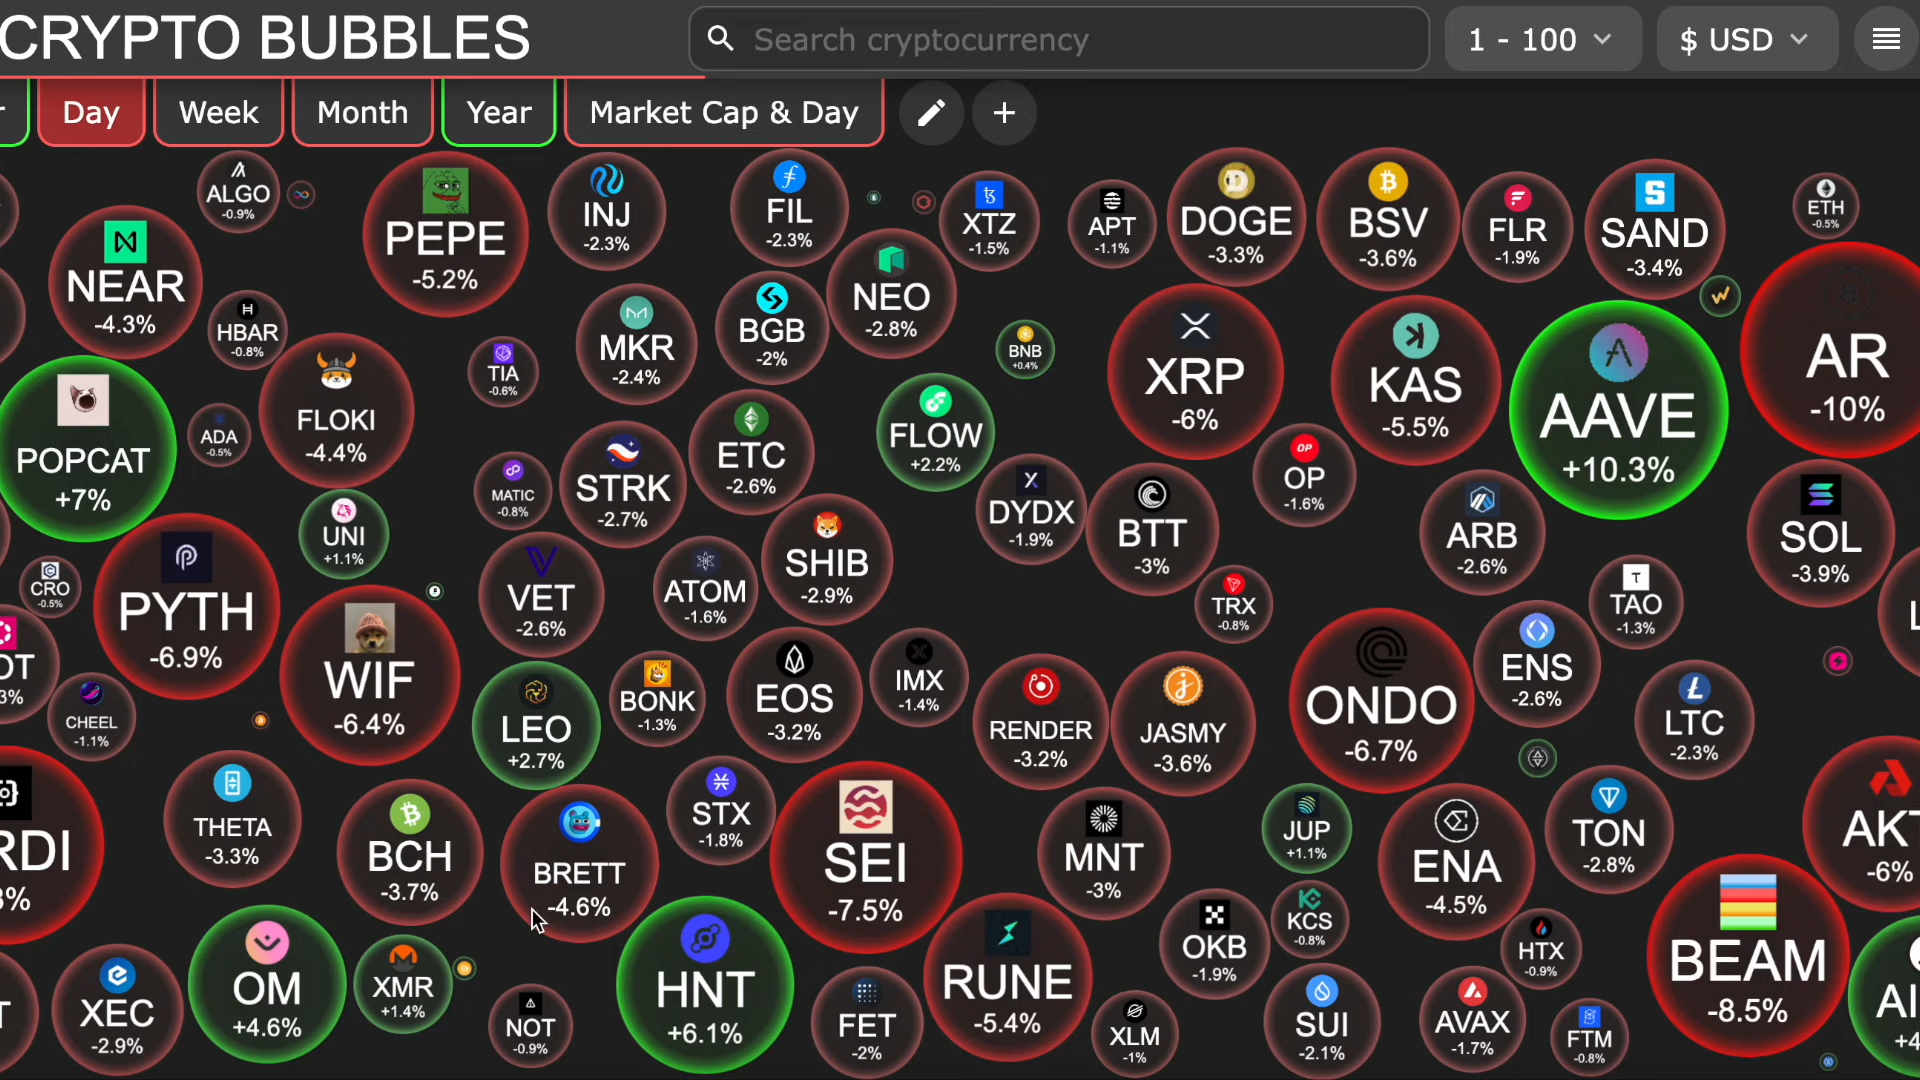 CRYPTO BUBBLES
Search cryptocurrency
1 - 100
$ USD
Day
Week
Month
Year
Market Cap & Day
ALGO
-0.9%
PEPE
-5.2%
INJ
-2.3%
FIL
-2.3%
XTZ
-1.5%
APT
-1.1%
DOGE
-3.3%
BSV
-3.6%
FLR
-1.9%
SAND
-3.4%
ETH
-0.5%
NEAR
-4.3%
HBAR
-0.8%
MKR
-2.4%
BGB
-2%
NEO
-2.8%
BNB
+0.4%
XRP
-6%
KAS
-5.5%
AAVE
+10.3%
AR
-10%
TIA
-0.6%
POPCAT
+7%
ADA
-0.5%
FLOKI
-4.4%
ETC
-2.6%
FLOW
+2.2%
OP
-1.6%
MATIC
-0.8%
STRK
-2.7%
DYDX
-1.9%
BTT
-3%
ARB
-2.6%
SOL
-3.9%
UNI
+1.1%
SHIB
-2.9%
CRO
-0.5%
PYTH
-6.9%
VET
-2.6%
ATOM
-1.6%
TRX
-0.8%
TAO
-1.3%
OT
3%
WIF
-6.4%
LEO
+2.7%
BONK
-1.3%
EOS
-3.2%
IMX
-1.4%
RENDER
-3.2%
JASMY
-3.6%
ONDO
-6.7%
ENS
-2.6%
LTC
-2.3%
CHEEL
-1.1%
RDI
3%
THETA
-3.3%
BCH
-3.7%
BRETT
-4.6%
STX
-1.8%
SEI
-7.5%
MNT
-3%
JUP
+1.1%
ENA
-4.5%
TON
-2.8%
AKT
-6%
KCS
-0.8%
OKB
-1.9%
HTX
-0.9%
BEAM
-8.5%
XEC
-2.9%
OM
+4.6%
XMR
+1.4%
NOT
-0.9%
HNT
+6.1%
FET
-2%
RUNE
-5.4%
XLM
-1%
SUI
-2.1%
AVAX
-1.7%
FTM
-0.8%